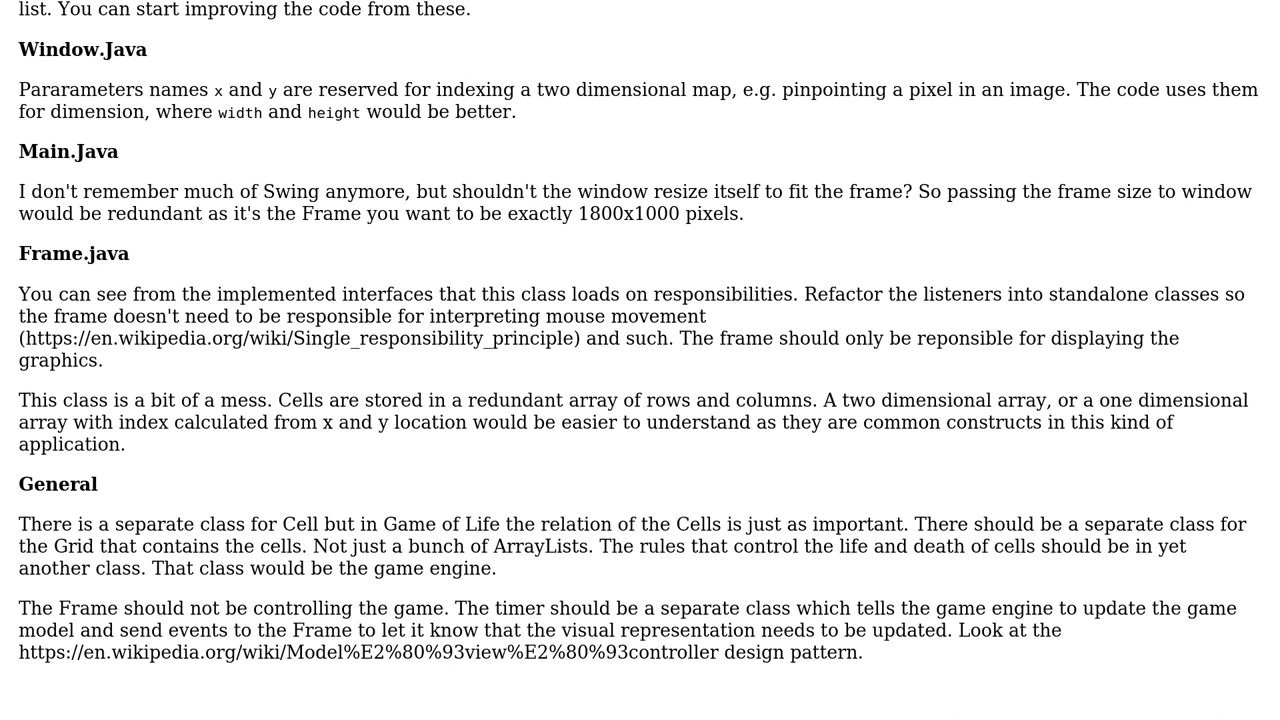 list. You can start improving the code from these.
Window.Java
Pararameters names x and y are reserved for indexing a two dimensional map, e.g. pinpointing a pixel in an image. The code uses them
for dimension, where width and height would be better.
Main.Java
I don't remember much of Swing anymore, but shouldn't the window resize itself to fit the frame? So passing the frame size to window
would be redundant as it's the Frame you want to be exactly 1800x1000 pixels.
Frame.java
You can see from the implemented interfaces that this class loads on responsibilities. Refactor the listeners into standalone classes so
the frame doesn't need to be responsible for interpreting mouse movement
(https://en.wikipedia.org/wiki/Single_responsibility_principle) and such. The frame should only be reponsible for displaying the
graphics.
This class is a bit of a mess. Cells are stored in a redundant array of rows and columns. A two dimensional array, or a one dimensional
array with index calculated from x and y location would be easier to understand as they are common constructs in this kind of
application.
General
There is a separate class for Cell but in Game of Life the relation of the Cells is just as important. There should be a separate class for
the Grid that contains the cells. Not just a bunch of ArrayLists. The rules that control the life and death of cells should be in yet
another class. That class would be the game engine.
The Frame should not be controlling the game. The timer should be a separate class which tells the game engine to update the game
model and send events to the Frame to let it know that the visual representation needs to be updated. Look at the
https://en.wikipedia.org/wiki/Model%E2%80%93view%E2%80%93controller design pattern.